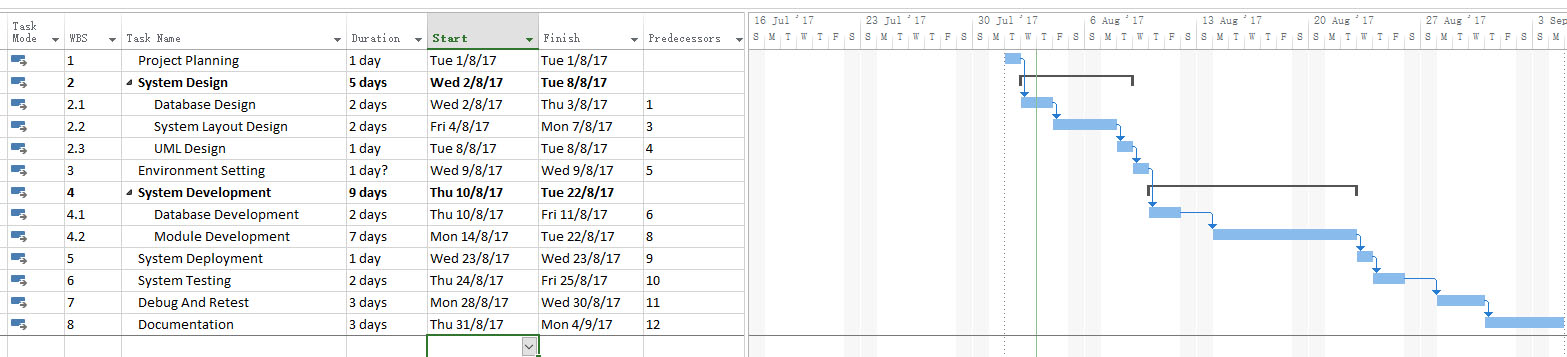 16 Jul '17 23 Jul '17 30 Jul '17 6 Aug '17 13 Aug '17 20 Aug '17 27 Aug '17 3 Sep
Task Mode WBS Task Name Duration Start Finish Predecessors S M T W T F S S M T W T F S S M T W T F S S M T W T F S S M T W T F S S M T W T F S S M T W T F S S M
1 Project Planning 1 day Tue 1/8/17 Tue 1/8/17
2 System Design 5 days Wed 2/8/17 Tue 8/8/17
2.1 Database Design 2 days Wed 2/8/17 Thu 3/8/17 1
2.2 System Layout Design 2 days Fri 4/8/17 Mon 7/8/17 3
2.3 UML Design 1 day Tue 8/8/17 Tue 8/8/17 4
3 Environment Setting 1 day? Wed 9/8/17 Wed 9/8/17 5
4 System Development 9 days Thu 10/8/17 Tue 22/8/17
4.1 Database Development 2 days Thu 10/8/17 Fri 11/8/17 6
4.2 Module Development 7 days Mon 14/8/17 Tue 22/8/17 8
5 System Deployment 1 day Wed 23/8/17 Wed 23/8/17 9
6 System Testing 2 days Thu 24/8/17 Fri 25/8/17 10
7 Debug And Retest 3 days Mon 28/8/17 Wed 30/8/17 11
8 Documentation 3 days Thu 31/8/17 Mon 4/9/17 12